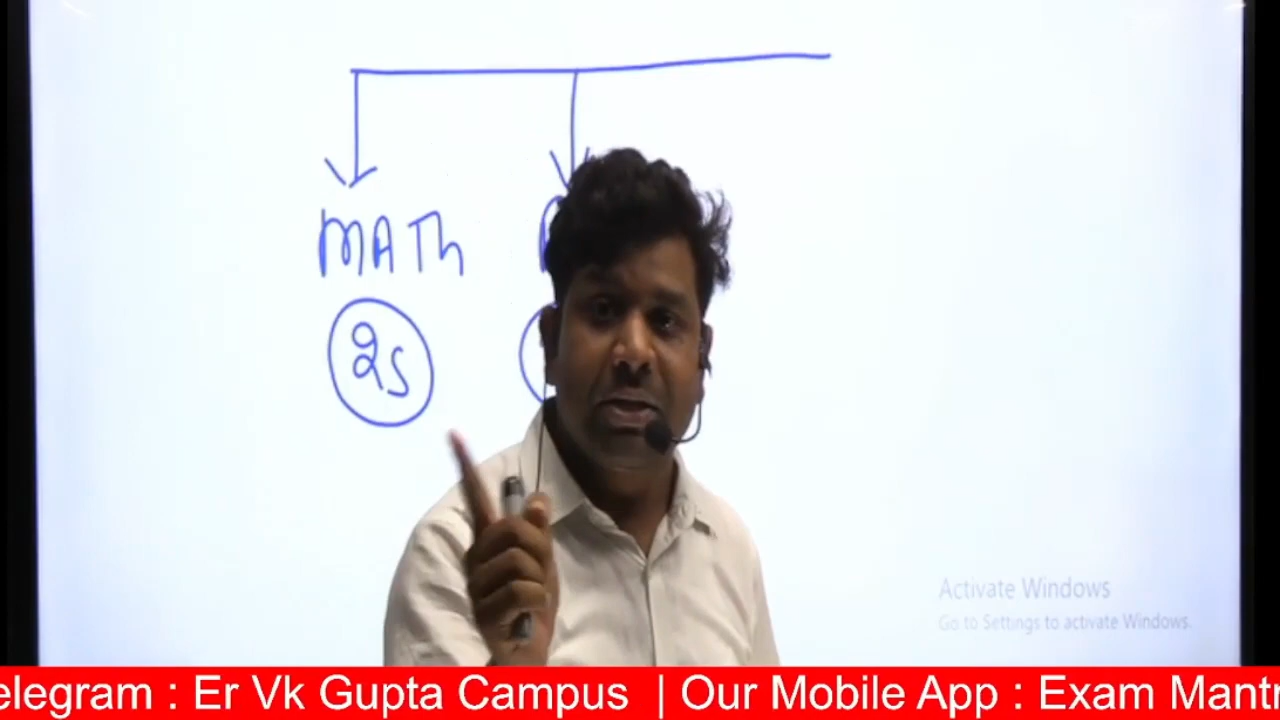 MATh
25
Activate Windows
Go to Settings to activate Windows.
elegram : Er Vk Gupta Campus | Our Mobile App : Exam Mantr